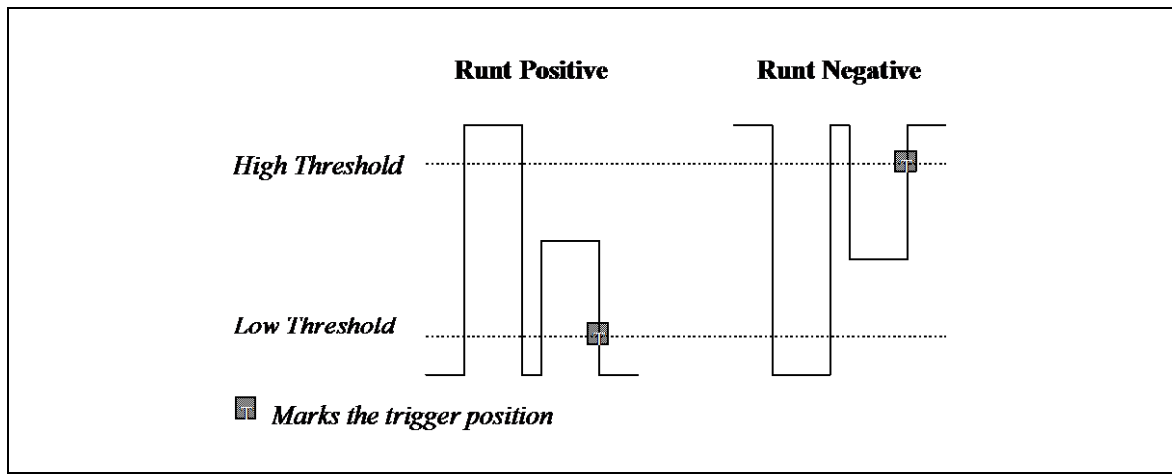 Runt Positive Runt Negative
High Threshold
T
Low Threshold
T
T Marks the trigger position